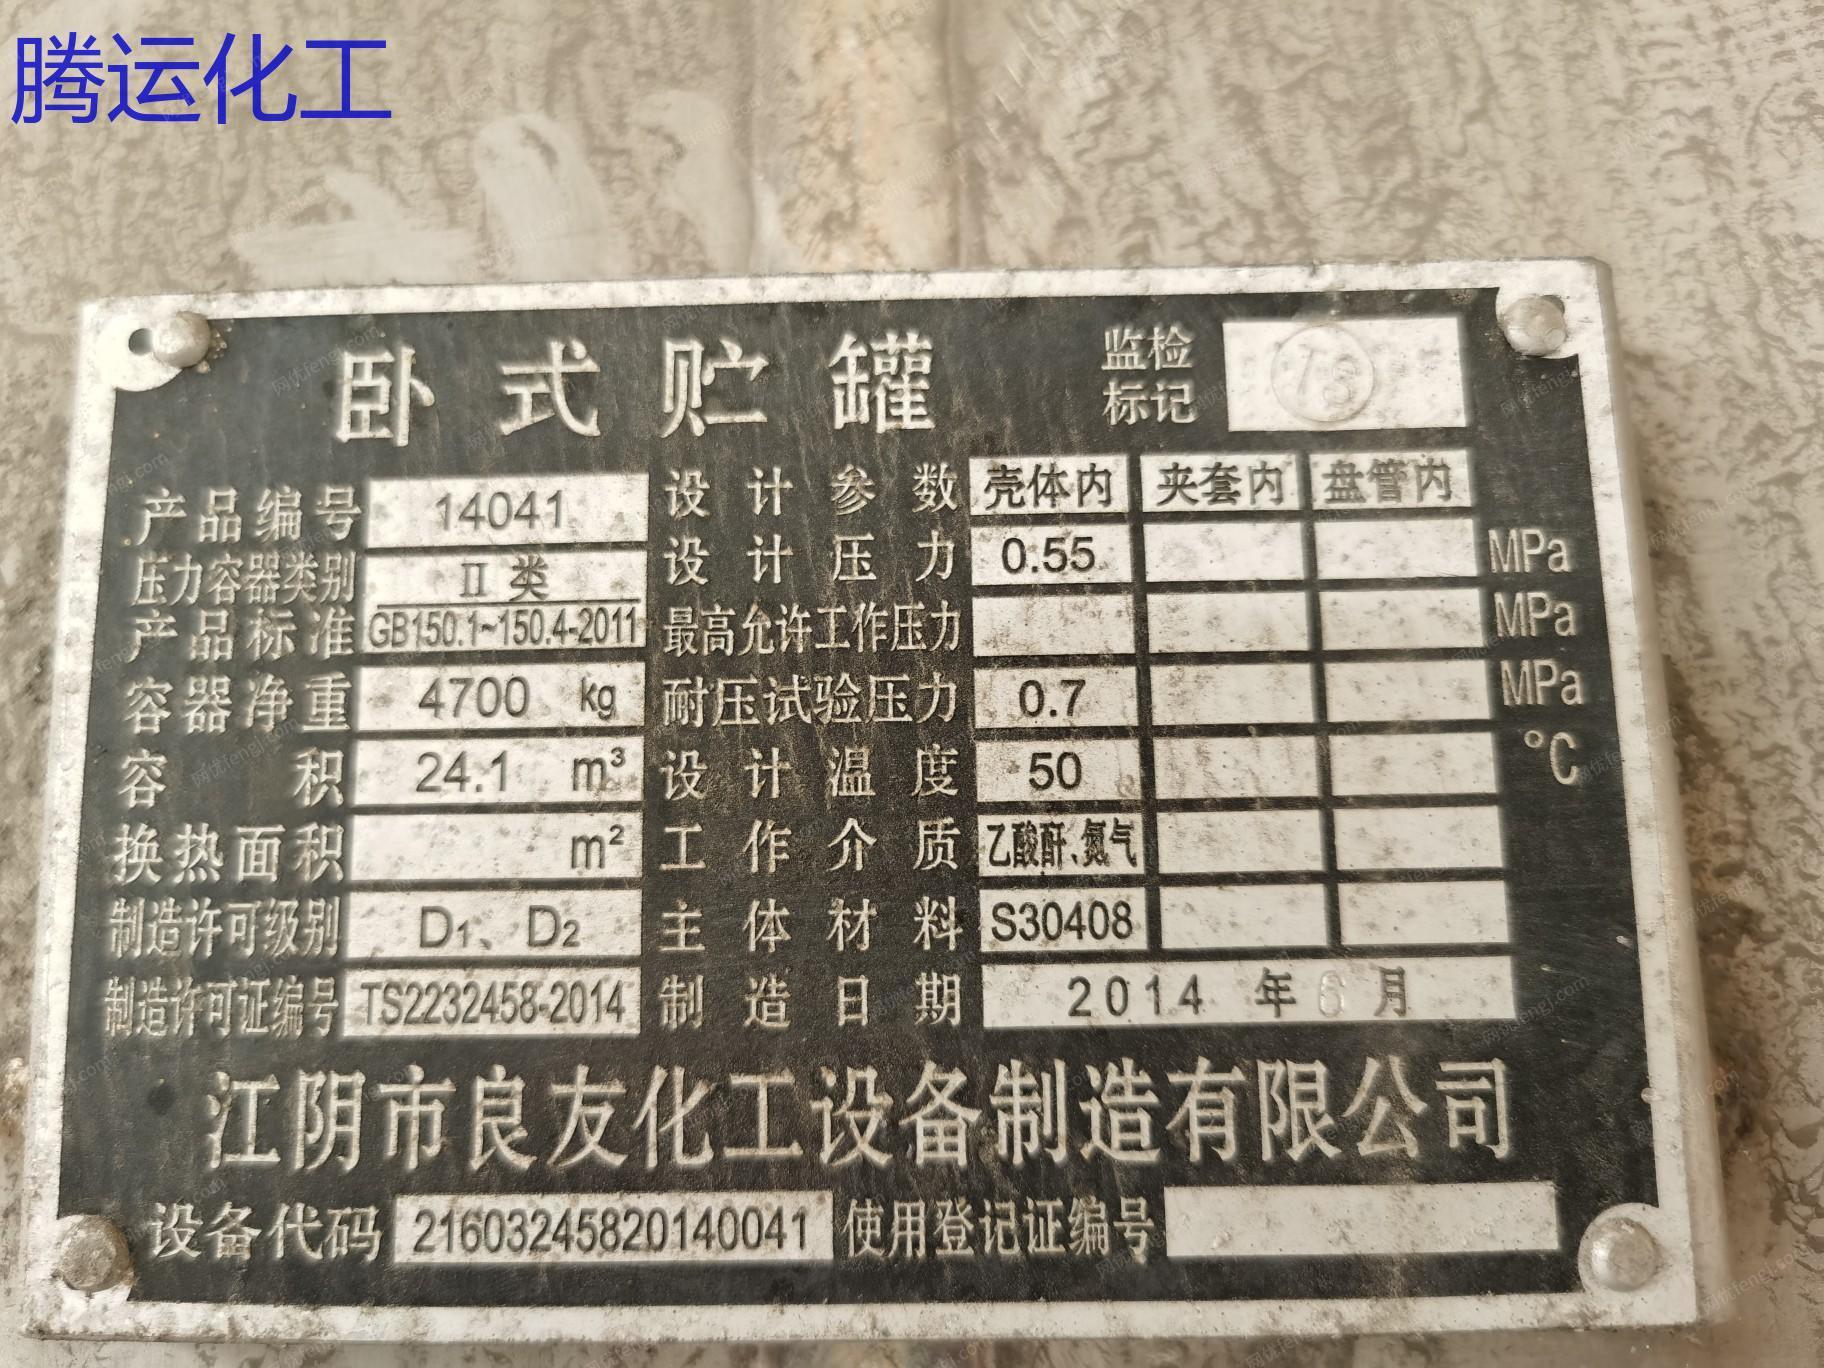 腾运化工
卧式贮罐
监检
标记
TS
产品编号 14041
压力容器类别 Ⅱ 类
产品标准 GB150.1~150.4-2011
容器净重 4700 kg
容积 24.1 m³
换热面积 m²
制造许可级别 D1、D2
制造许可证编号 TS2232458-2014
设计参数 壳体内 夹套内 盘管内
设计压力 0.55 MPa
最高允许工作压力 MPa
耐压试验压力 0.7 MPa
设计温度 50 ℃
工作介质 乙酸酐、氮气
主体材料 S30408
制造日期 2014 年 6 月
江阴市良友化工设备制造有限公司
设备代码 21603245820140041 使用登记证编号